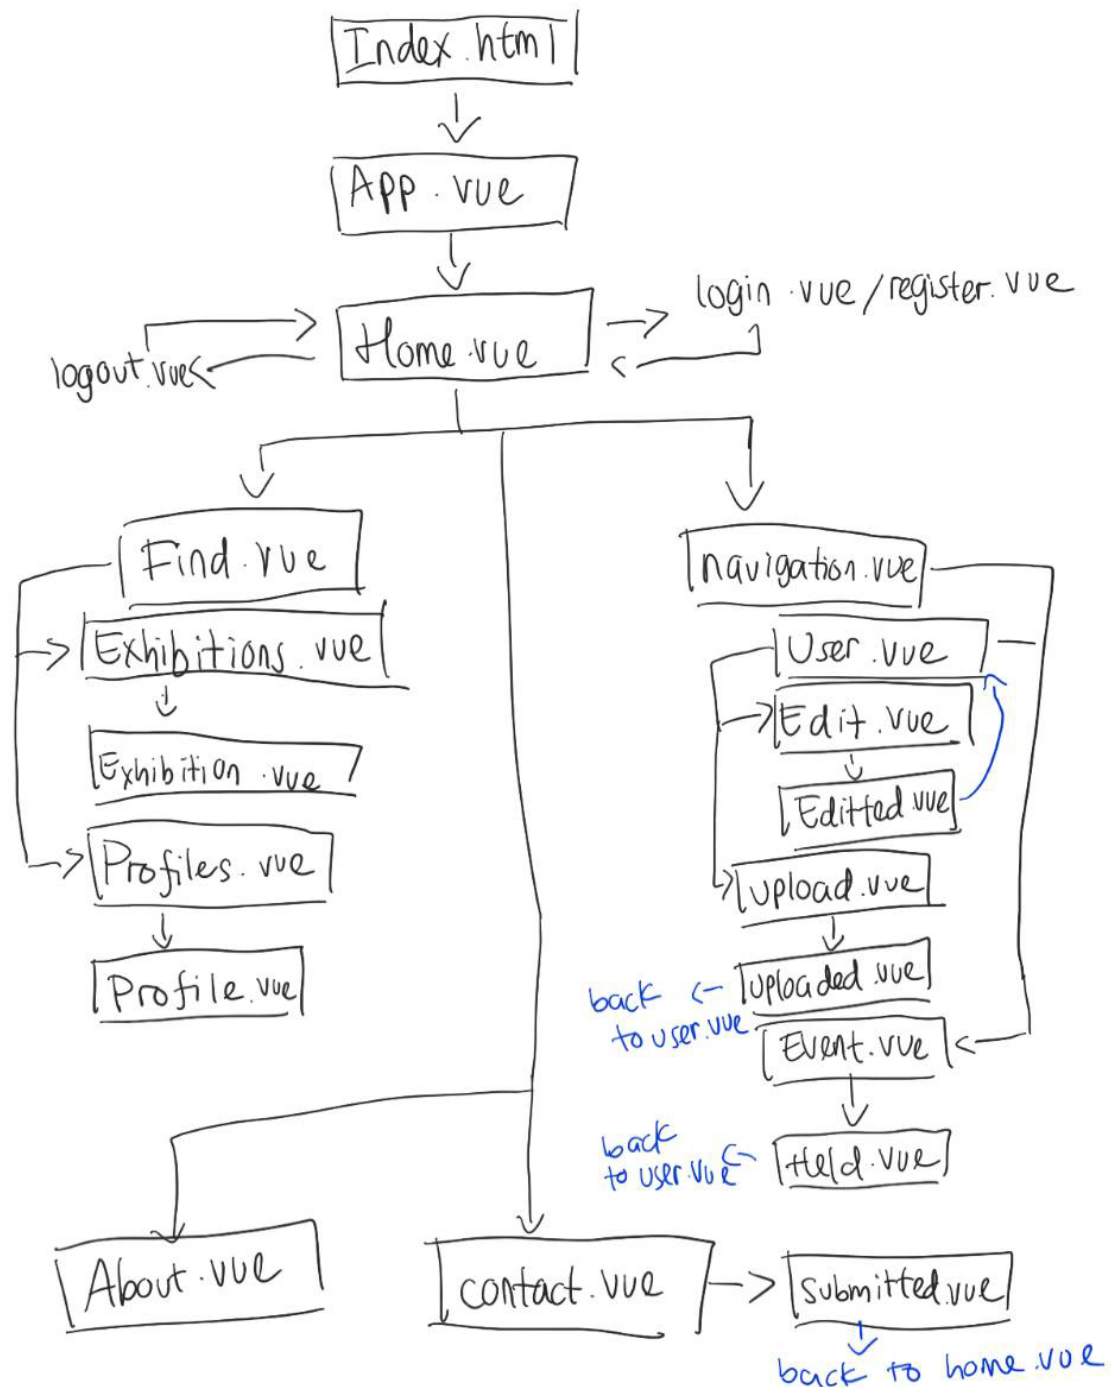 Index.html
App.vue
login.vue/register.vue
Home.vue
logout.vue
Find.vue
navigation.vue
Exhibitions.vue
User.vue
Edit.vue
Exhibition.vue
Editted.vue
Profiles.vue
upload.vue
Profile.vue
uploaded.vue
back
to user.vue
Event.vue
back
to user.vue
Held.vue
About.vue
contact.vue
submitted.vue
back to home.vue